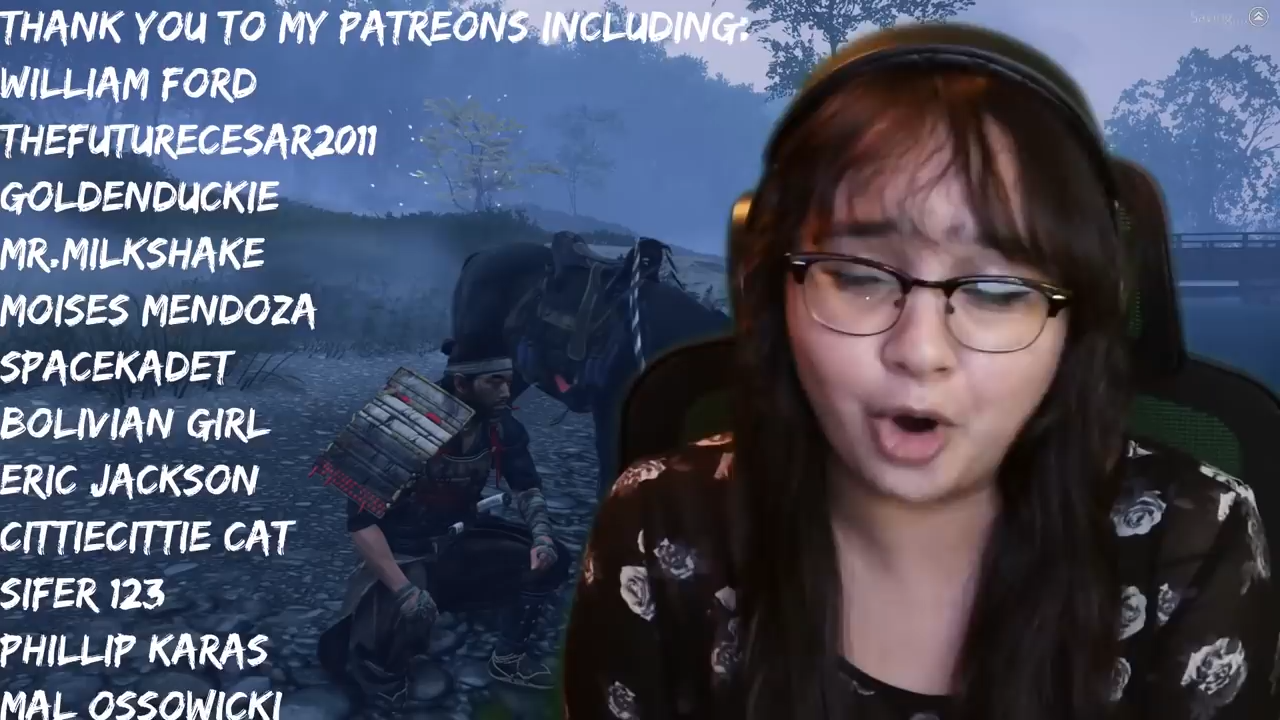 THANK YOU TO MY PATREONS INCLUDING:
Saving...
WILLIAM FORD
THEFUTURECESAR2011
GOLDENDUCKIE
MR.MILKSHAKE
MOISES MENDOZA
SPACEKADET
BOLIVIAN GIRL
ERIC JACKSON
CITTIECITTIE CAT
SIFER 123
PHILLIP KARAS
MAL OSSOWICKI